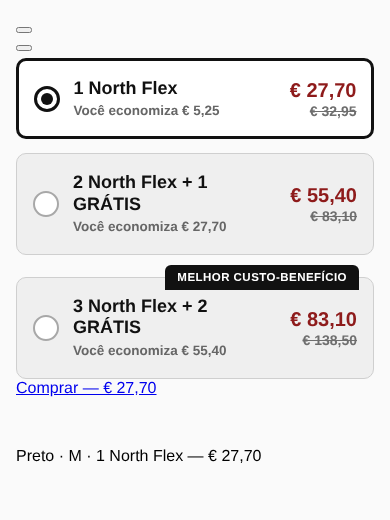 1 North Flex
€ 27,70
Você economiza € 5,25
€ 32,95
2 North Flex + 1
GRÁTIS
€ 55,40
€ 83,10
Você economiza € 27,70
MELHOR CUSTO-BENEFÍCIO
3 North Flex + 2
GRÁTIS
€ 83,10
€ 138,50
Você economiza € 55,40
Comprar — € 27,70
Preto · M · 1 North Flex — € 27,70